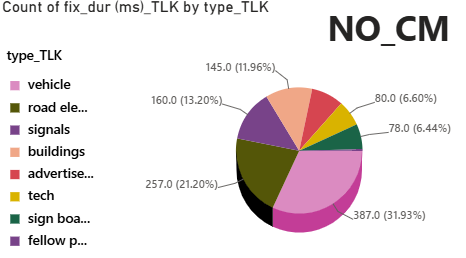 Count of fix_dur (ms)_TLK by type_TLK
NO_CM
type_TLK
vehicle
road ele...
signals
buildings
advertise...
tech
sign boa...
fellow p...
145.0 (11.96%)
160.0 (13.20%)
80.0 (6.60%)
78.0 (6.44%)
257.0 (21.20%)
387.0 (31.93%)